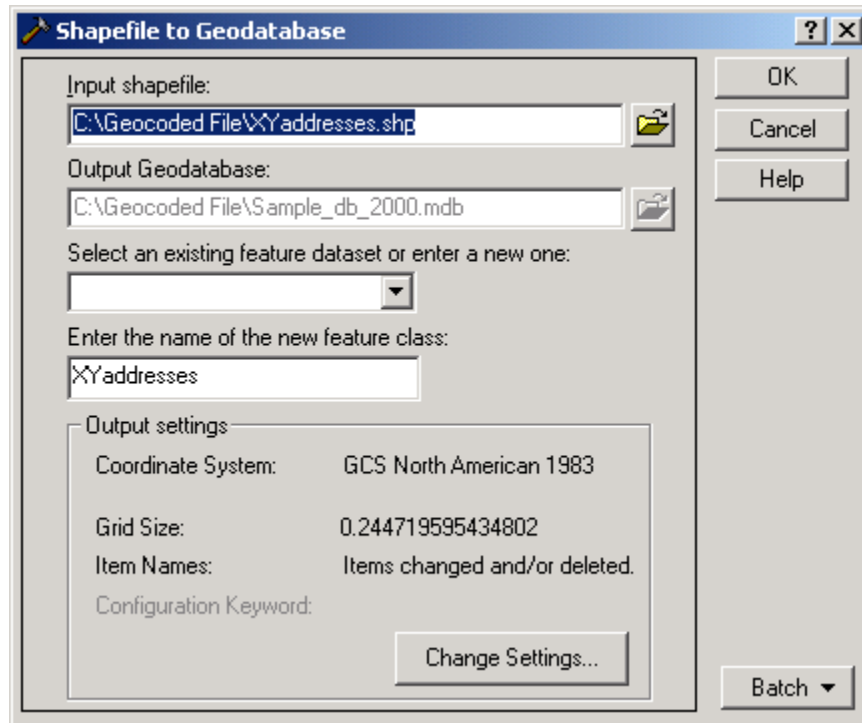 Shapefile to Geodatabase
Input shapefile:
C:\Geocoded File\XYaddresses.shp
Output Geodatabase:
C:\Geocoded File\Sample_db_2000.mdb
Select an existing feature dataset or enter a new one:
Enter the name of the new feature class:
XYaddresses
Output settings
Coordinate System: GCS North American 1983
Grid Size: 0.244719595434802
Item Names: Items changed and/or deleted.
Configuration Keyword:
Change Settings...
OK
Cancel
Help
Batch